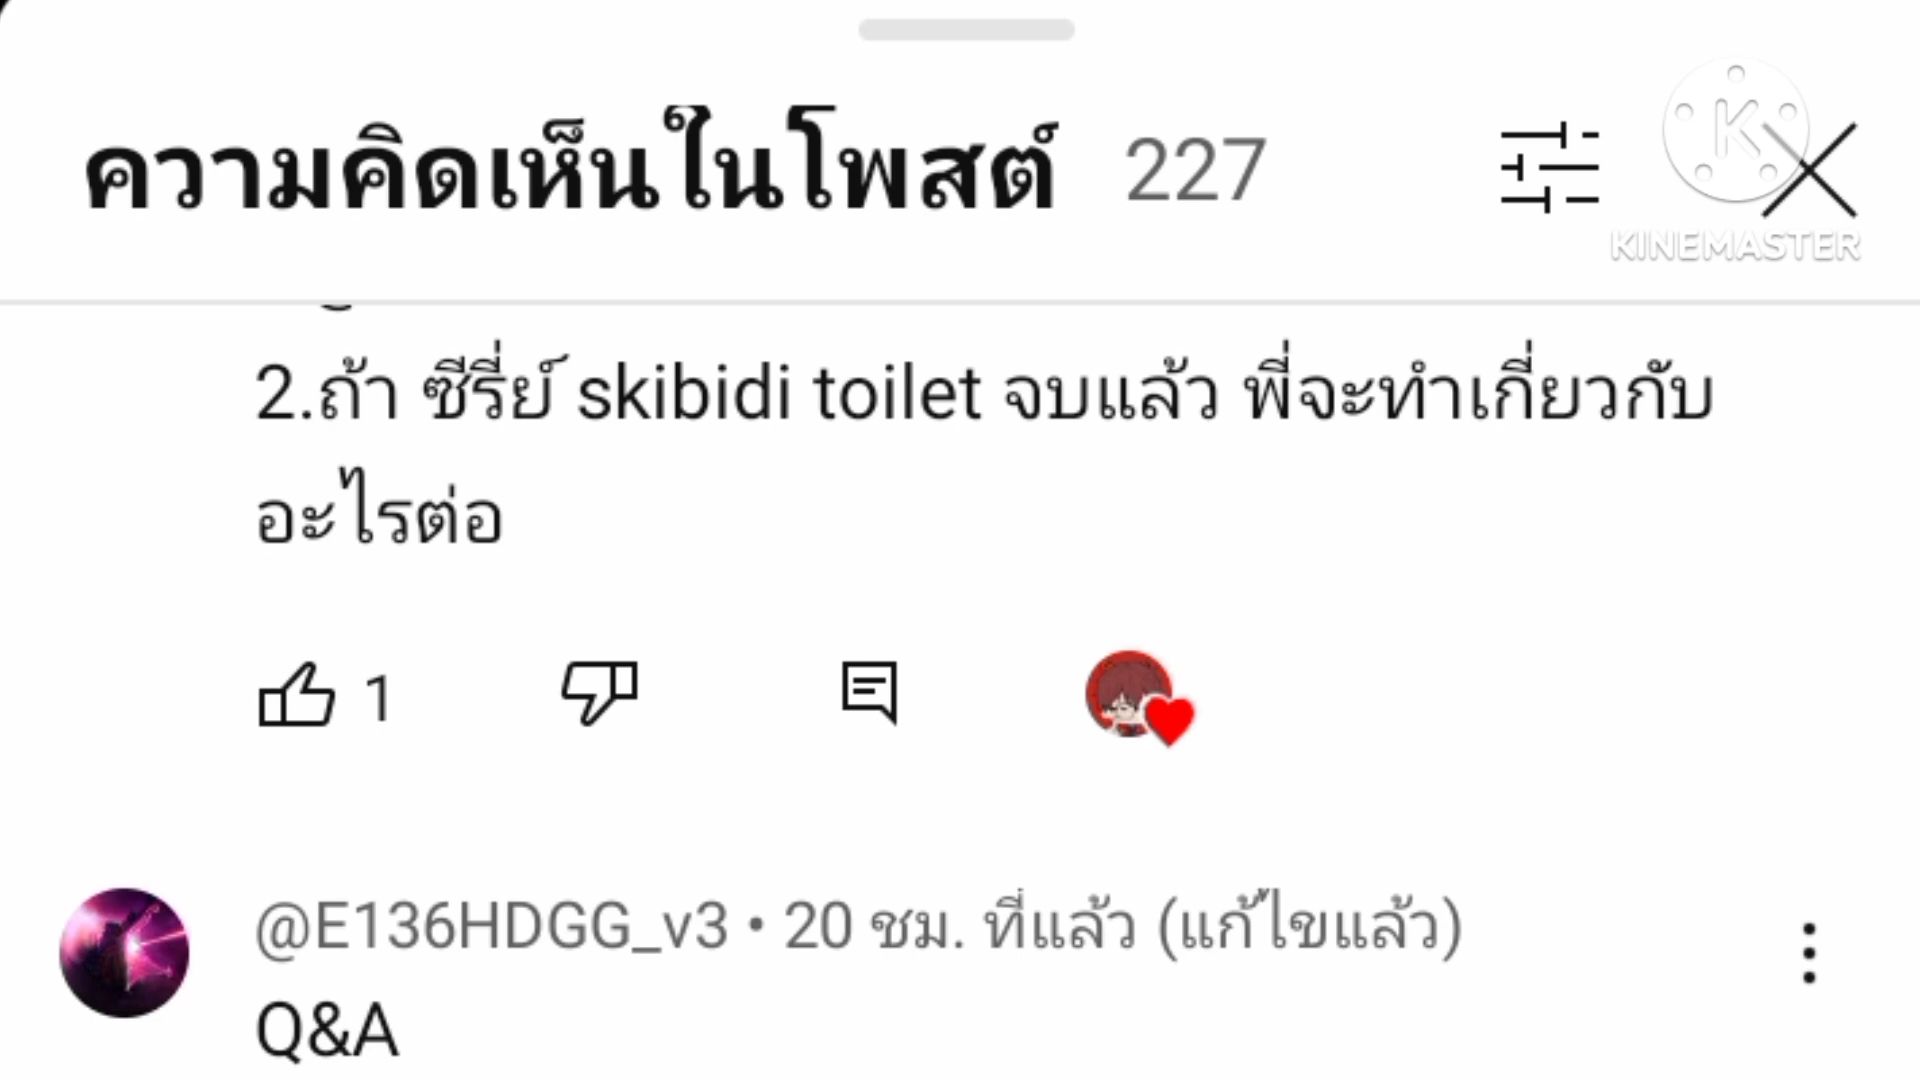 ความคิดเห็นในโพสต์ 227
KINEMASTER
2.ถ้า ซีรี่ย์ skibidi toilet จบแล้ว พี่จะทำเกี่ยวกับ
อะไรต่อ
1
@E136HDGG_v3 • 20 ชม. ที่แล้ว (แก้ไขแล้ว)
Q&A